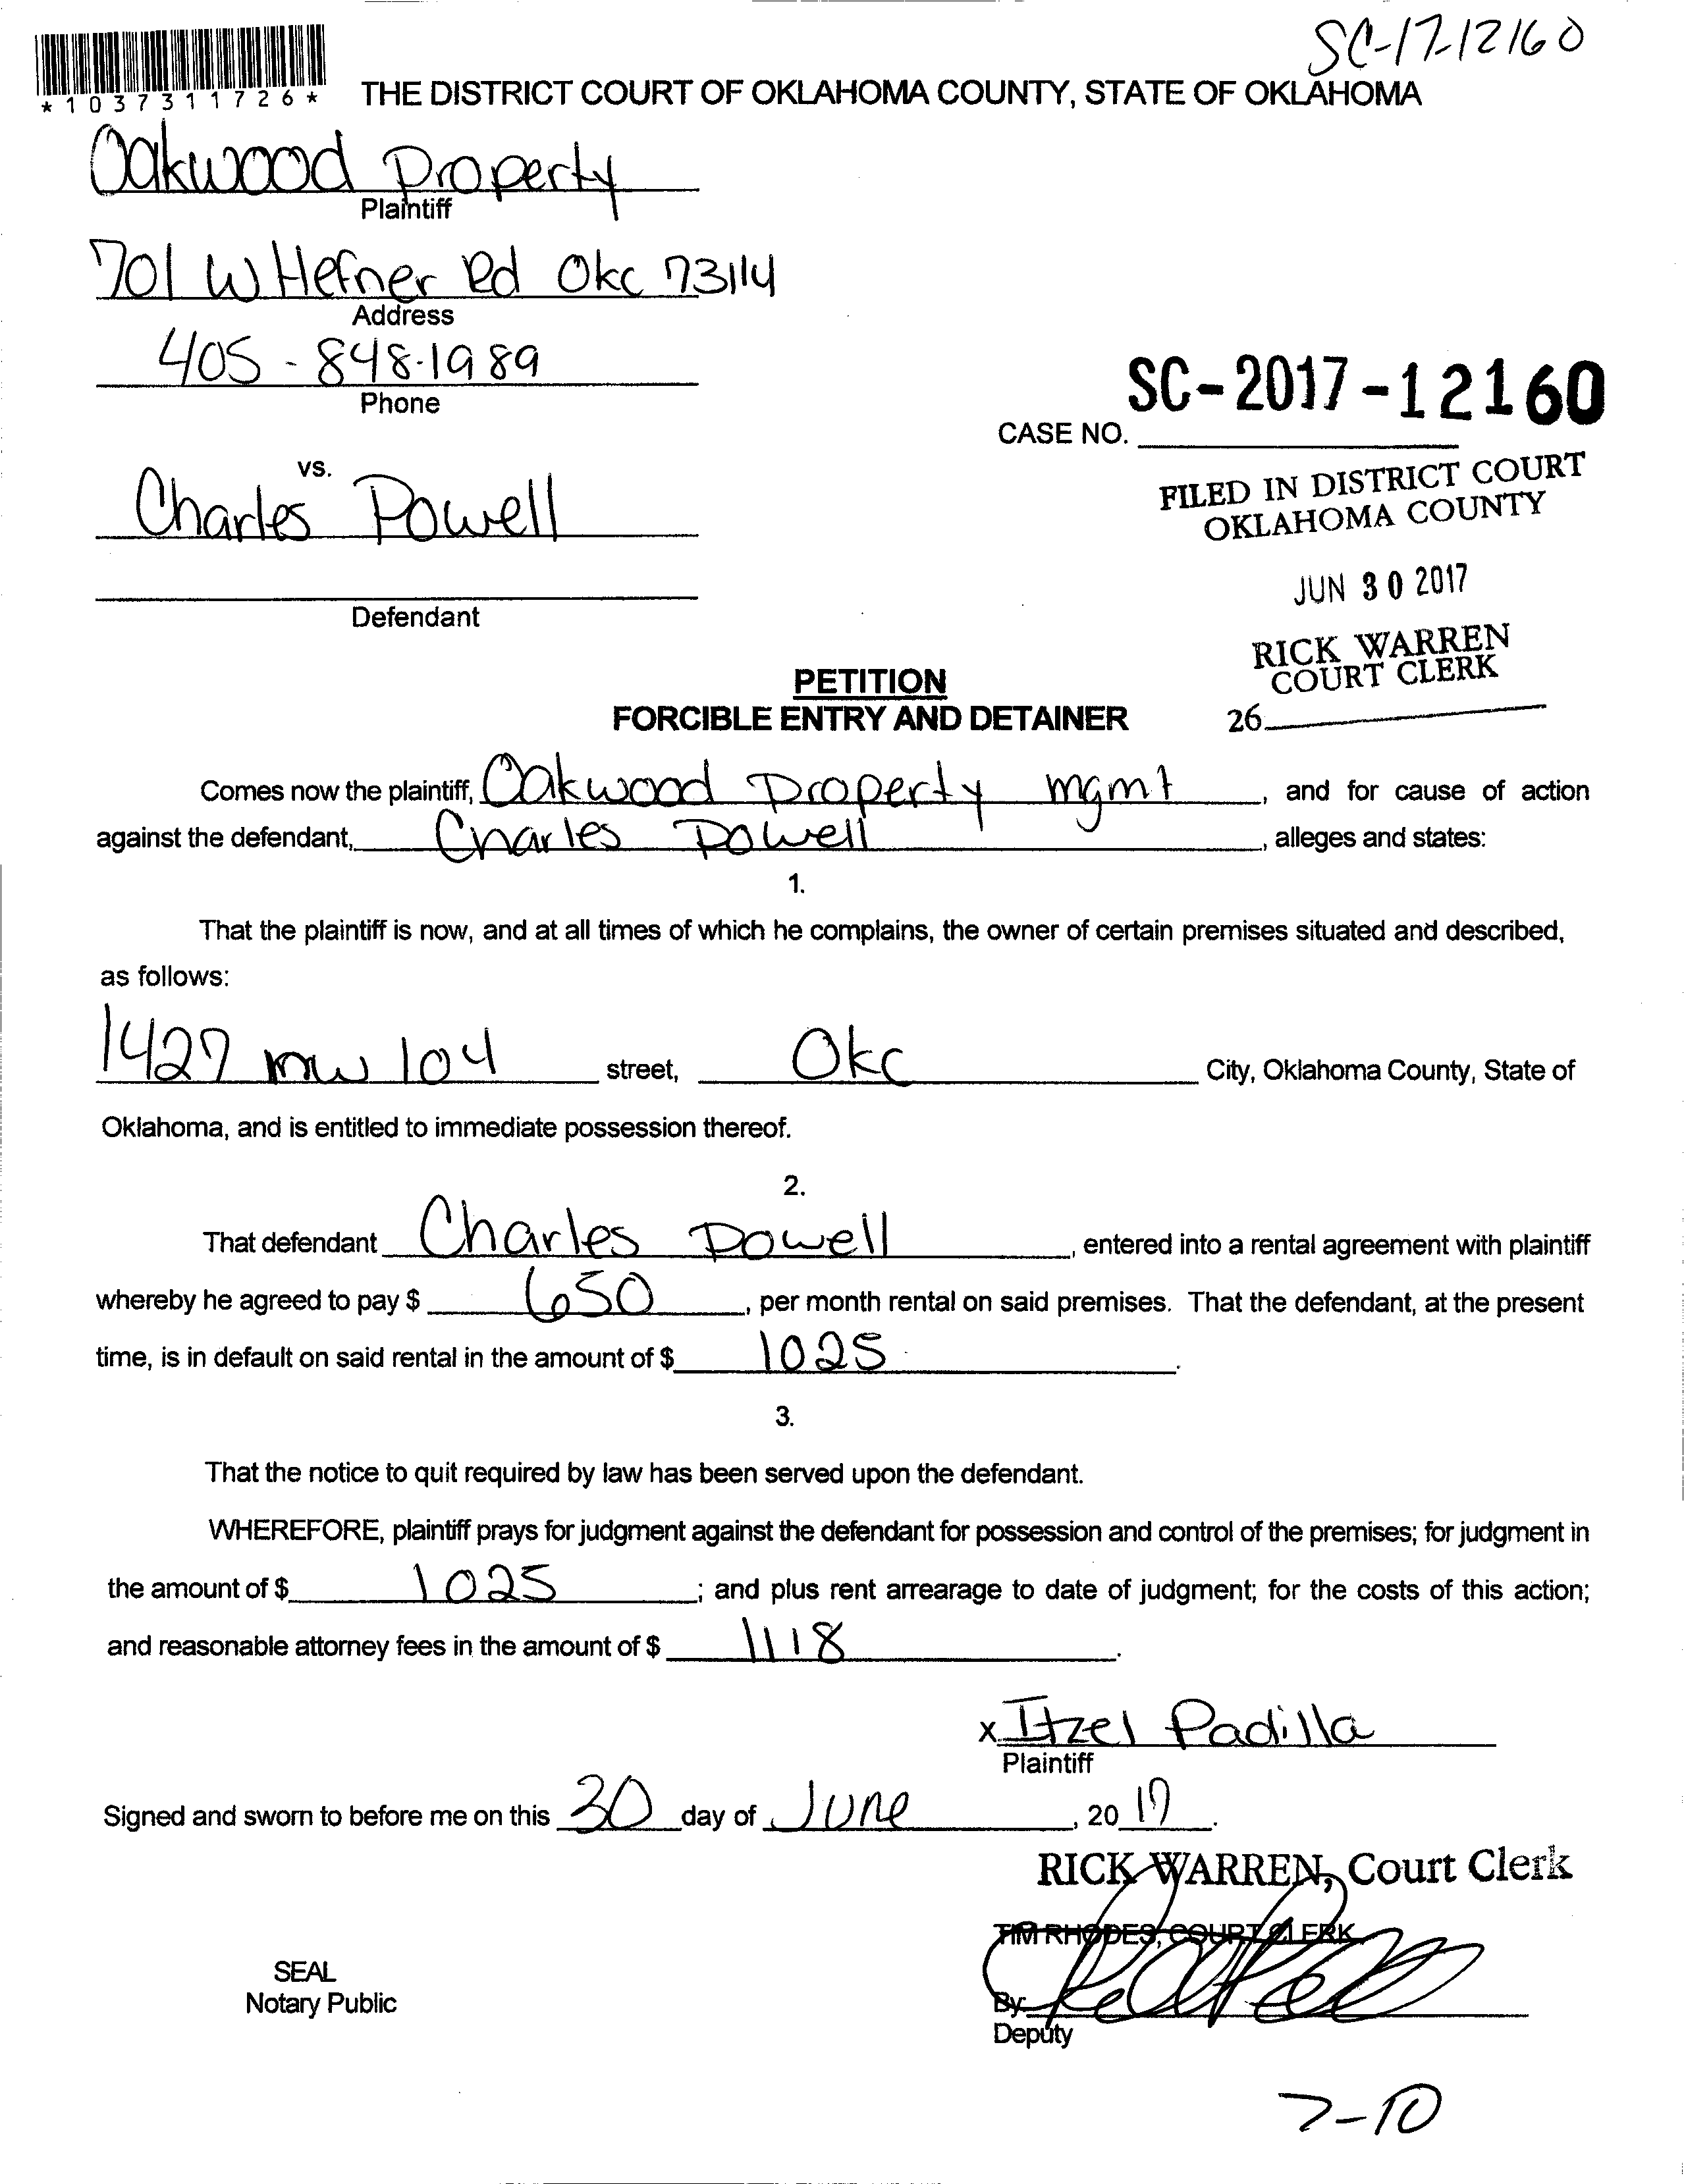 SC-17-12160
*1037311726*
THE DISTRICT COURT OF OKLAHOMA COUNTY, STATE OF OKLAHOMA
Oakwood Property
Plaintiff
701 W Hefner Rd Okc 73114
Address
405-848-1989
Phone
SC-2017-12160
CASE NO.
vs.
Charles Powell
Defendant
FILED IN DISTRICT COURT
OKLAHOMA COUNTY
JUN 30 2017
RICK WARREN
COURT CLERK
26
PETITION
FORCIBLE ENTRY AND DETAINER
Comes now the plaintiff, Oakwood Property mgmt, and for cause of action
against the defendant, Charles Powell, alleges and states:
1.
That the plaintiff is now, and at all times of which he complains, the owner of certain premises situated and described,
as follows:
1427 nw 104 street, Okc City, Oklahoma County, State of
Oklahoma, and is entitled to immediate possession thereof.
2.
That defendant Charles Powell, entered into a rental agreement with plaintiff
whereby he agreed to pay $ 650, per month rental on said premises. That the defendant, at the present
time, is in default on said rental in the amount of $ 1025.
3.
That the notice to quit required by law has been served upon the defendant.
WHEREFORE, plaintiff prays for judgment against the defendant for possession and control of the premises; for judgment in
the amount of $ 1025; and plus rent arrearage to date of judgment; for the costs of this action;
and reasonable attorney fees in the amount of $ 1118.
x Itzel Padilla
Plaintiff
Signed and sworn to before me on this 30 day of June, 2017.
RICK WARREN, Court Clerk
TIM RHODES, COURT CLERK
SEAL
Notary Public
By:
Deputy
7-10